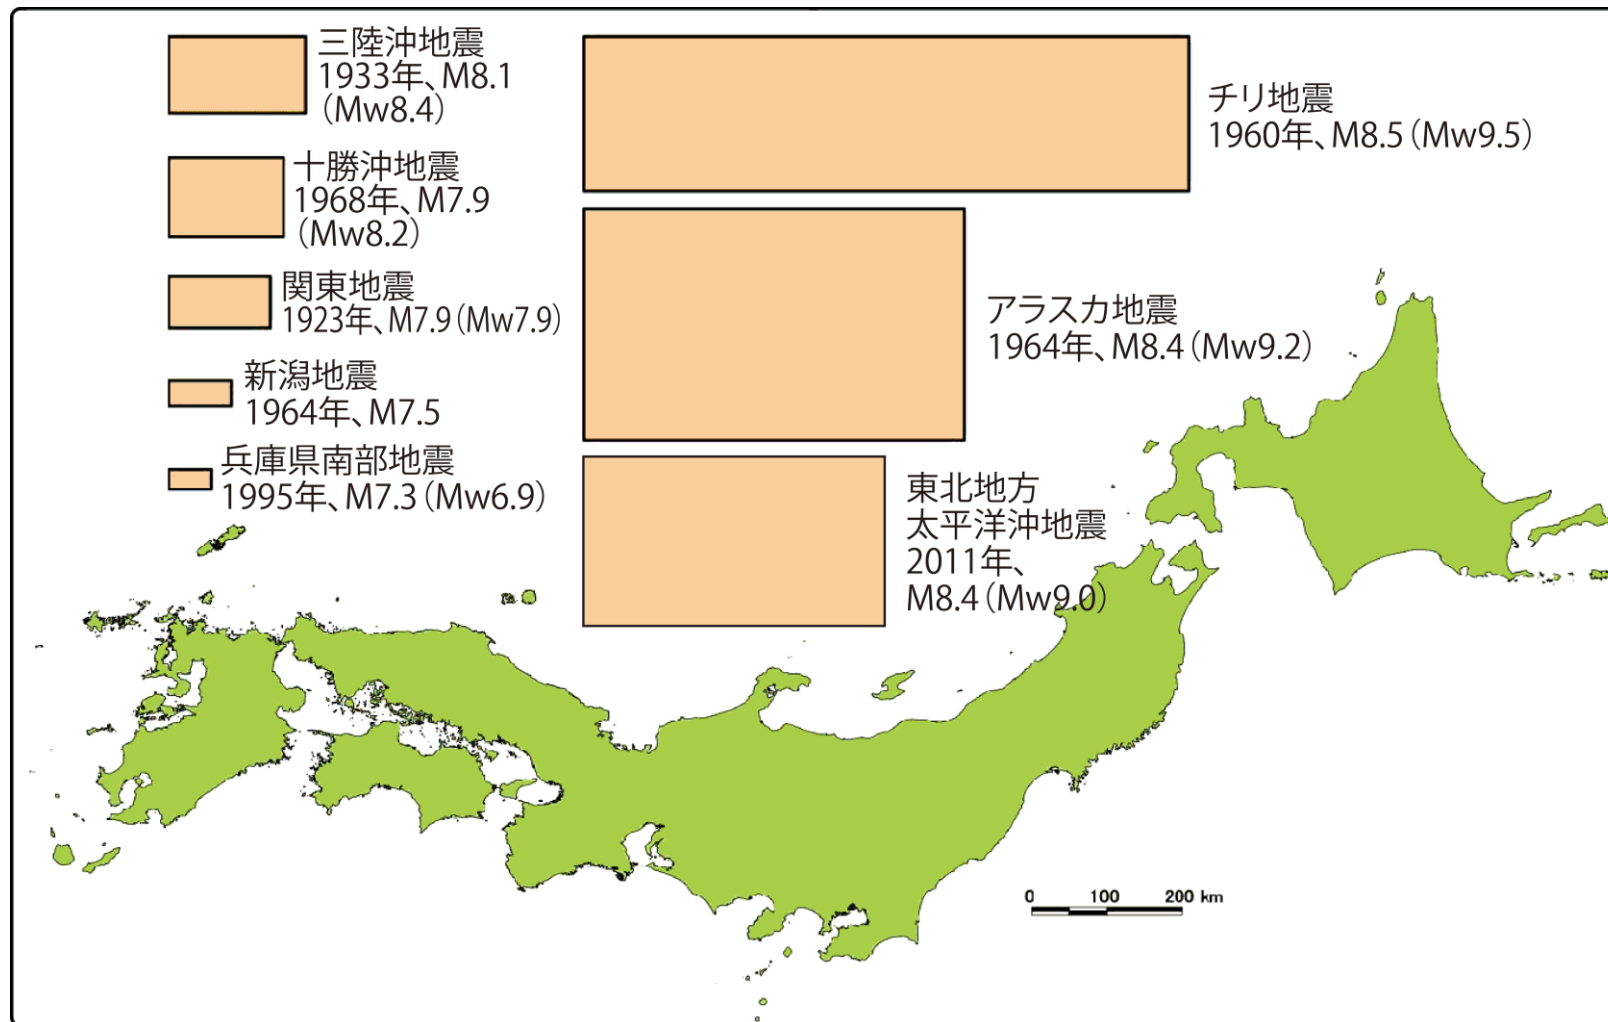 三陸沖地震
1933年、M8.1
（Mw8.4）
十勝沖地震
1968年、M7.9
（Mw8.2）
関東地震
1923年、M7.9（Mw7.9）
新潟地震
1964年、M7.5
兵庫県南部地震
1995年、M7.3（Mw6.9）
チリ地震
1960年、M8.5（Mw9.5）
アラスカ地震
1964年、M8.4（Mw9.2）
東北地方
太平洋沖地震
2011年、
M8.4（Mw9.0）
0 100 200 km